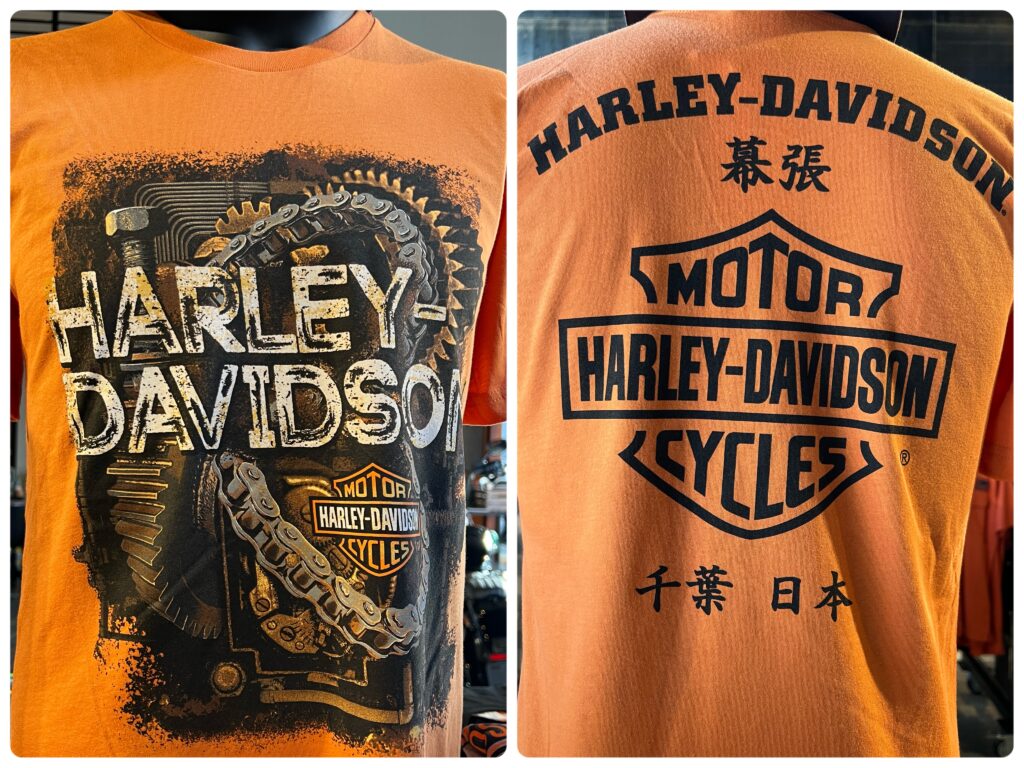 HARLEY-
DAVIDSON
MOTOR
HARLEY-DAVIDSON
CYCLES
HARLEY-DAVIDSON
幕張
MOTOR
HARLEY-DAVIDSON
CYCLES
®
千葉 日本